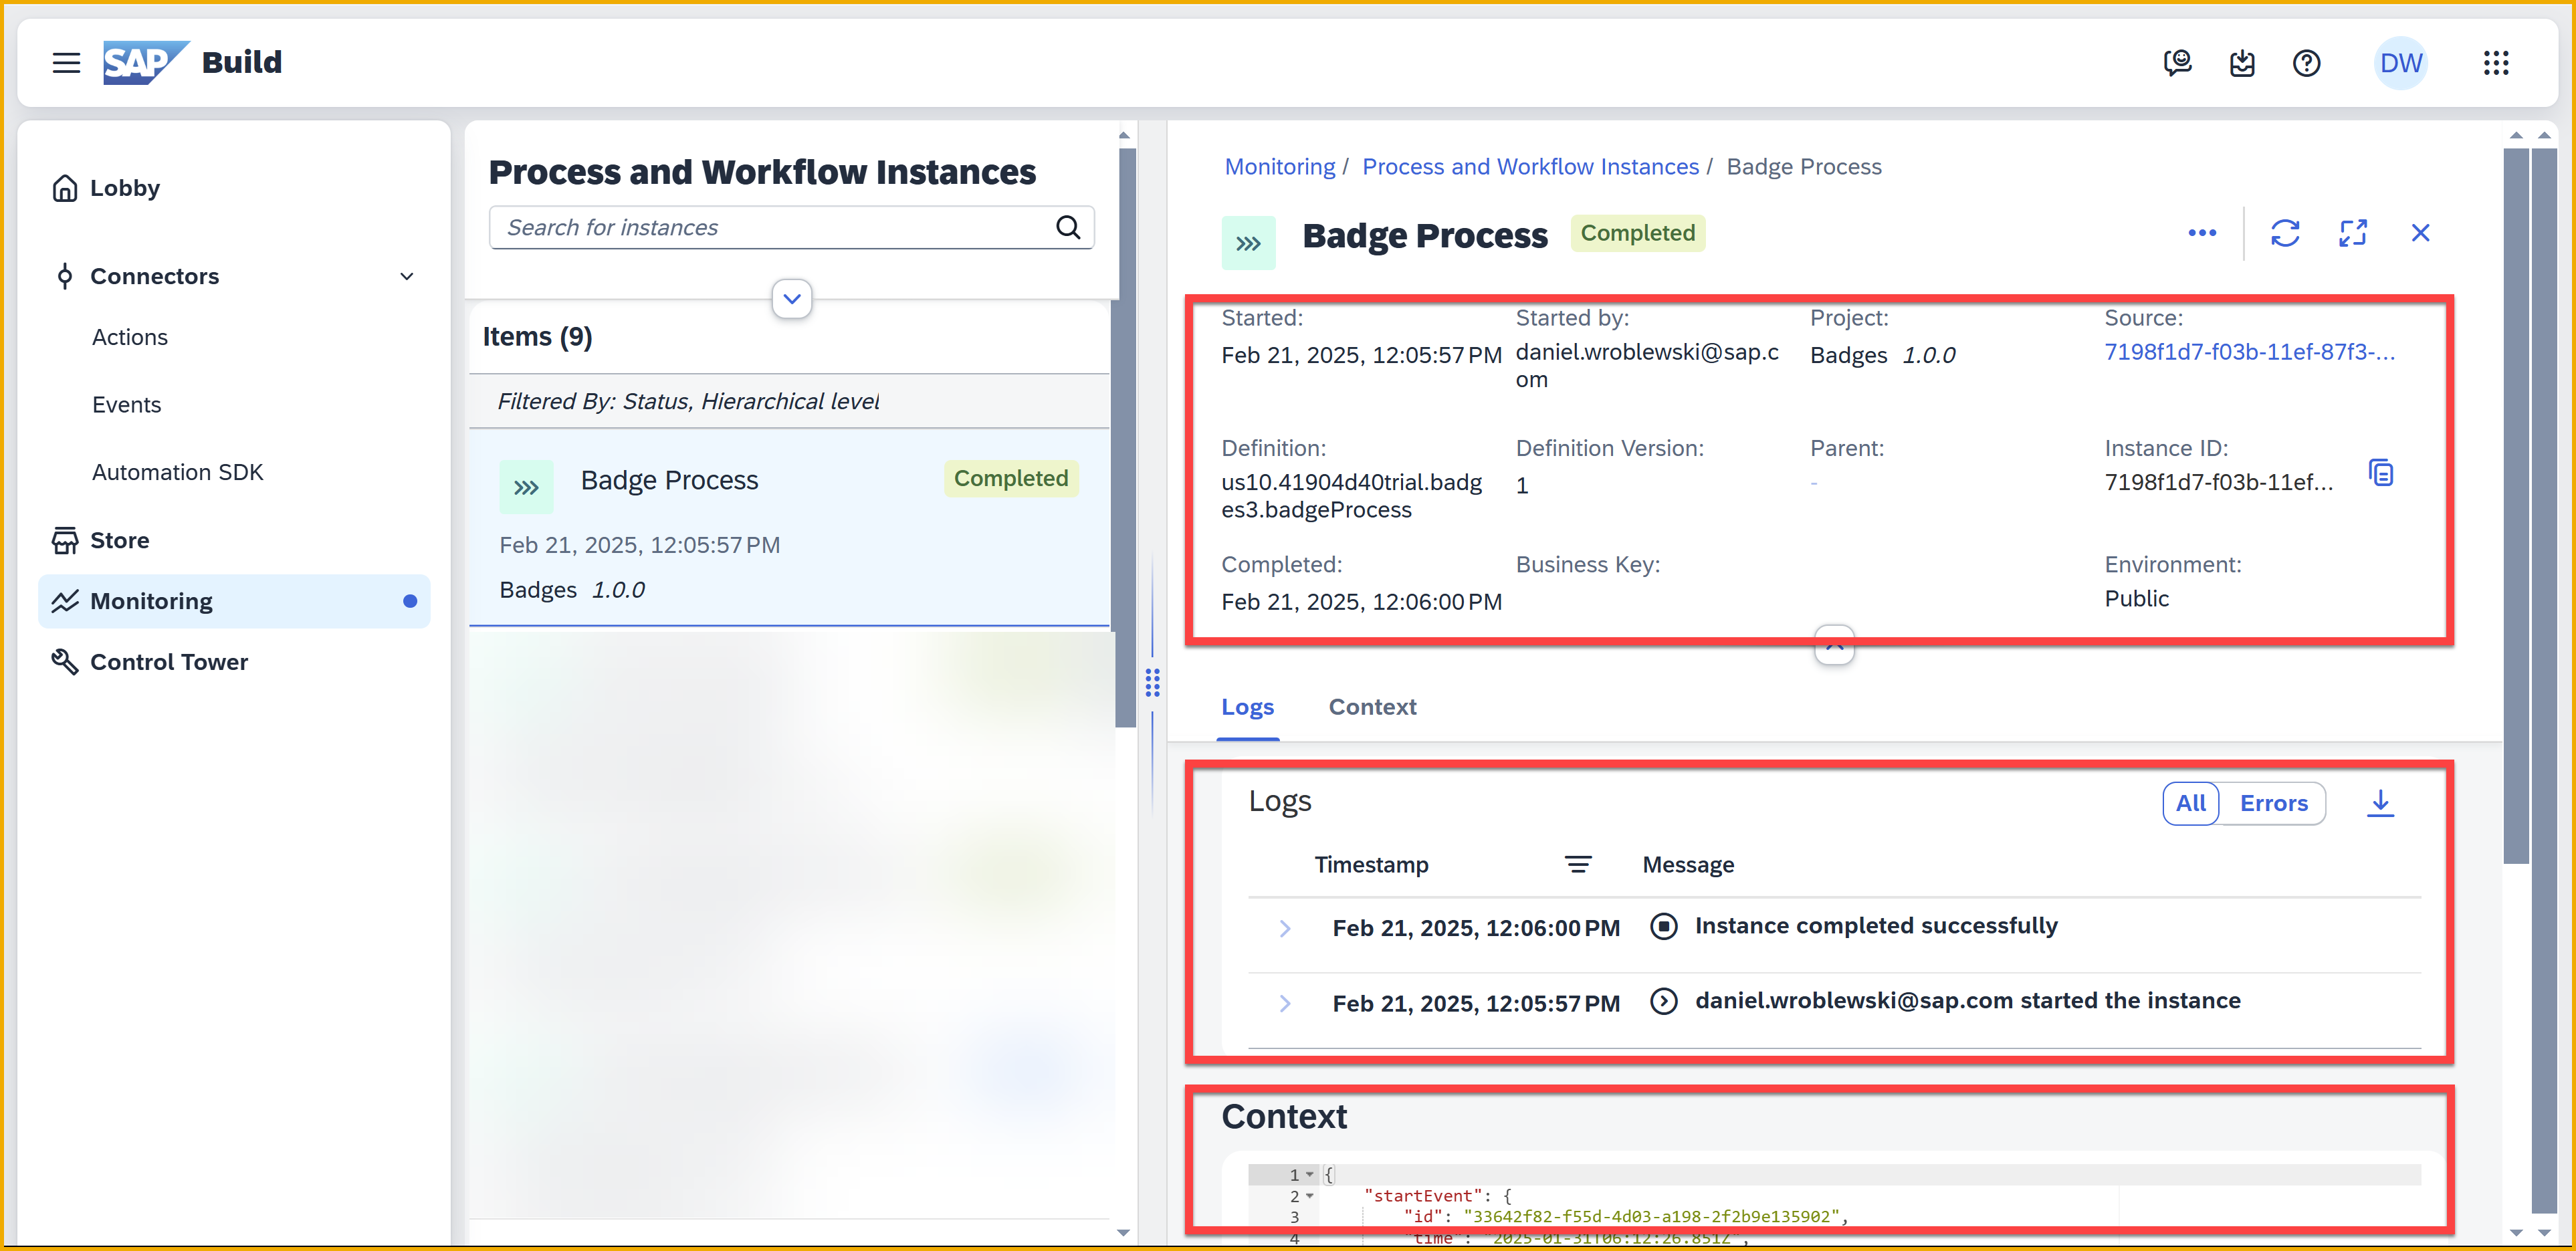 SAP Build
DW
Lobby
Connectors
Actions
Events
Automation SDK
Store
Monitoring
Control Tower
Process and Workflow Instances
Search for instances
Items (9)
Filtered By: Status, Hierarchical level
Badge Process
Completed
Feb 21, 2025, 12:05:57 PM
Badges 1.0.0
Monitoring / Process and Workflow Instances / Badge Process
Badge Process Completed
Started:
Feb 21, 2025, 12:05:57 PM
Started by:
daniel.wroblewski@sap.c
om
Project:
Badges 1.0.0
Source:
7198f1d7-f03b-11ef-87f3-...
Definition:
us10.41904d40trial.badg
es3.badgeProcess
Definition Version:
1
Parent:
-
Instance ID:
7198f1d7-f03b-11ef...
Completed:
Feb 21, 2025, 12:06:00 PM
Business Key:
Environment:
Public
Logs
Context
Logs
All
Errors
Timestamp
Message
Feb 21, 2025, 12:06:00 PM Instance completed successfully
Feb 21, 2025, 12:05:57 PM daniel.wroblewski@sap.com started the instance
Context
1 {
2 "startEvent": {
3 "id": "33642f82-f55d-4d03-a198-2f2b9e135902",
4 "time": "2025-01-31T06:12:26.851Z",